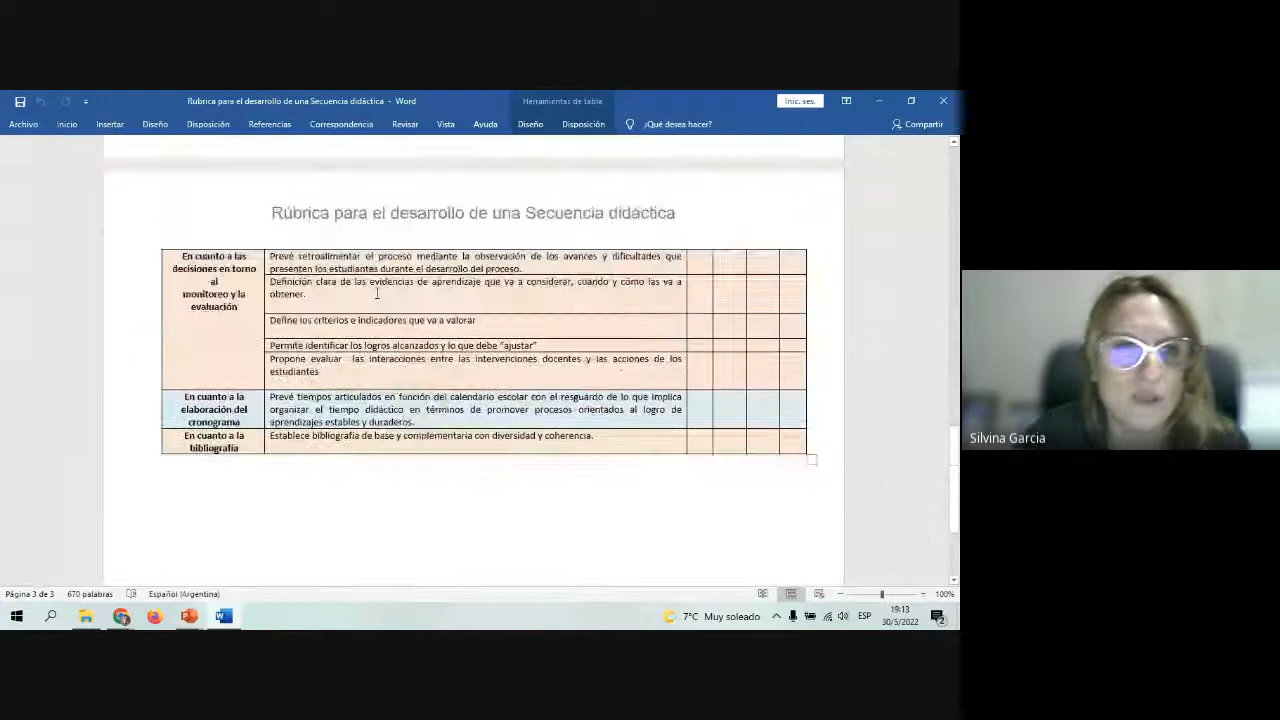 Rubrica para el desarrollo de una Secuencia didáctica - Word
Herramientas de tabla
Inic. ses.
Archivo Inicio Insertar Diseño Disposición Referencias Correspondencia Revisar Vista Ayuda Diseño Disposición ¿Qué desea hacer? Compartir
Rúbrica para el desarrollo de una Secuencia didáctica
En cuanto a las
decisiones en torno
al
monitoreo y la
evaluación
Prevé retroalimentar el proceso mediante la observación de los avances y dificultades que
presenten los estudiantes durante el desarrollo del proceso.
Definición clara de las evidencias de aprendizaje que va a considerar, cuando y cómo las va a
obtener.
Define los criterios e indicadores que va a valorar
Permite identificar los logros alcanzados y lo que debe "ajustar"
Propone evaluar las interacciones entre las intervenciones docentes y las acciones de los
estudiantes
En cuanto a la
elaboración del
cronograma
Prevé tiempos articulados en función del calendario escolar con el resguardo de lo que implica
organizar el tiempo didáctico en términos de promover procesos orientados al logro de
aprendizajes estables y duraderos.
En cuanto a la
bibliografía
Establece bibliografía de base y complementaria con diversidad y coherencia.
Silvina Garcia
Página 3 de 3 670 palabras Español (Argentina) 100%
7°C Muy soleado ESP
19:13
30/5/2022
2